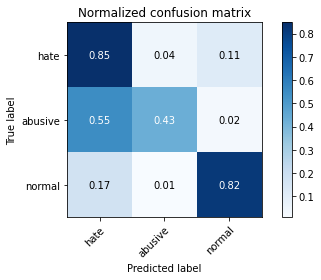 Normalized confusion matrix
hate 0.85 0.04 0.11
abusive 0.55 0.43 0.02
normal 0.17 0.01 0.82
hate abusive normal
True label
Predicted label
0.8
0.7
0.6
0.5
0.4
0.3
0.2
0.1